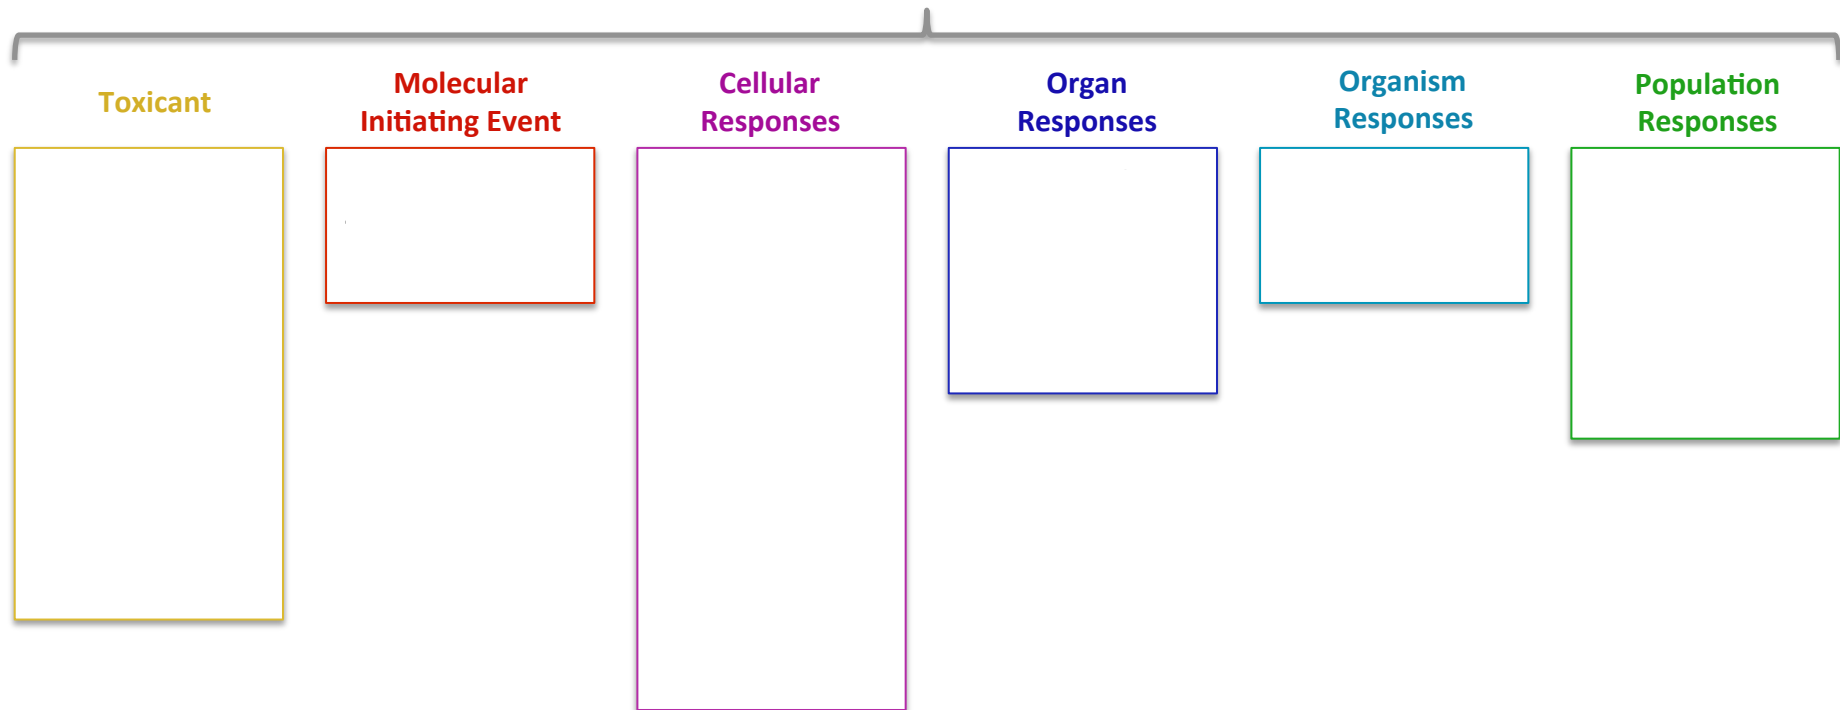 Toxicant
Molecular
Initiating Event
Cellular
Responses
Organ
Responses
Organism
Responses
Population
Responses